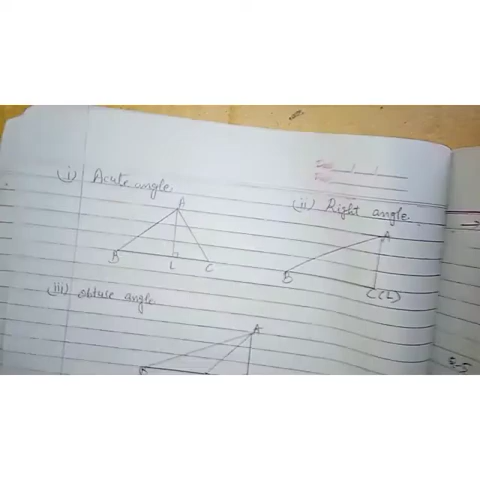 (i) Acute angle
A
B
L
C
(ii) Right angle
A
B
C(L)
(iii) obtuse angle
A
B